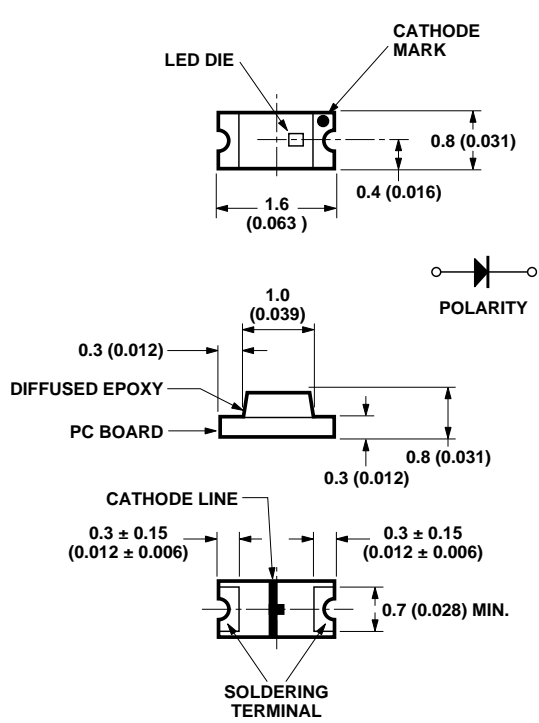 CATHODE
MARK
LED DIE
0.8 (0.031)
0.4 (0.016)
1.6
(0.063 )
POLARITY
1.0
(0.039)
0.3 (0.012)
DIFFUSED EPOXY
PC BOARD
0.8 (0.031)
0.3 (0.012)
CATHODE LINE
0.3 ± 0.15
(0.012 ± 0.006)
0.3 ± 0.15
(0.012 ± 0.006)
0.7 (0.028) MIN.
SOLDERING
TERMINAL